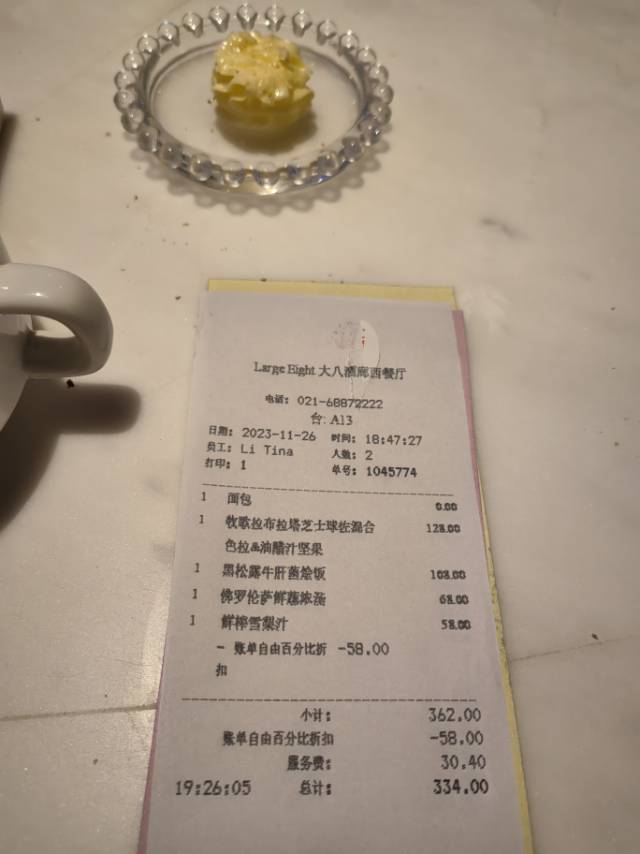 Large Eight 大八酒廊西餐厅
电话: 021-68872222
台: A13
日期: 2023-11-26 时间: 18:47:27
员工: Li Tina 人数: 2
打印: 1 单号: 1045774
1 面包 0.00
1 牧歌拉布拉塔芝士球佐混合 128.00
色拉&油醋汁坚果
1 黑松露牛肝菌烩饭 108.00
1 佛罗伦萨鲜蘑浓汤 68.00
1 鲜榨雪梨汁 58.00
- 账单自由百分比折 -58.00
扣
小计: 362.00
账单自由百分比折扣 -58.00
服务费: 30.40
19:26:05 总计: 334.00